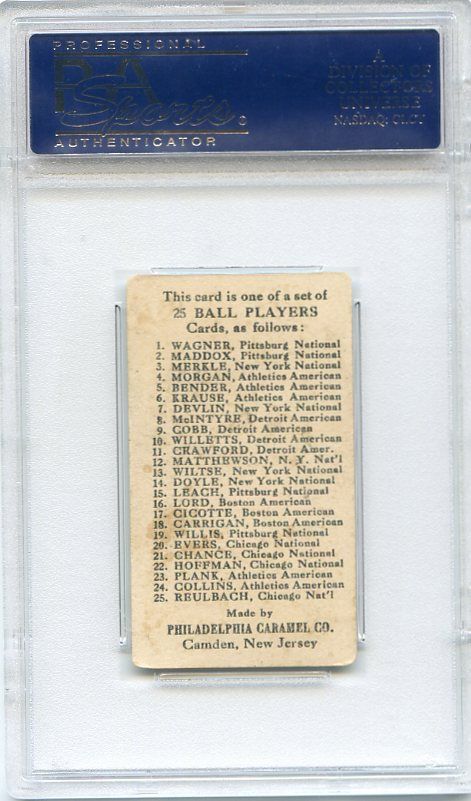 PROFESSIONAL
PSA
Sports
AUTHENTICATOR
A
DIVISION OF
COLLECTORS
UNIVERSE
NASDAQ: CLCT
This card is one of a set of
25 BALL PLAYERS
Cards, as follows:
1. WAGNER, Pittsburg National
2. MADDOX, Pittsburg National
3. MERKLE, New York National
4. MORGAN, Athletics American
5. BENDER, Athletics American
6. KRAUSE, Athletics American
7. DEVLIN, New York National
8. McINTYRE, Detroit American
9. COBB, Detroit American
10. WILLETTS, Detroit American
11. CRAWFORD, Detroit Amer.
12. MATTHEWSON, N. Y. Nat'l
13. WILTSE, New York National
14. DOYLE, New York National
15. LEACH, Pittsburg National
16. LORD, Boston American
17. CICOTTE, Boston American
18. CARRIGAN, Boston American
19. WILLIS, Pittsburg National
20. EVERS, Chicago National
21. CHANCE, Chicago National
22. HOFFMAN, Chicago National
23. PLANK, Athletics American
24. COLLINS, Athletics American
25. REULBACH, Chicago Nat'l
Made by
PHILADELPHIA CARAMEL CO.
Camden, New Jersey